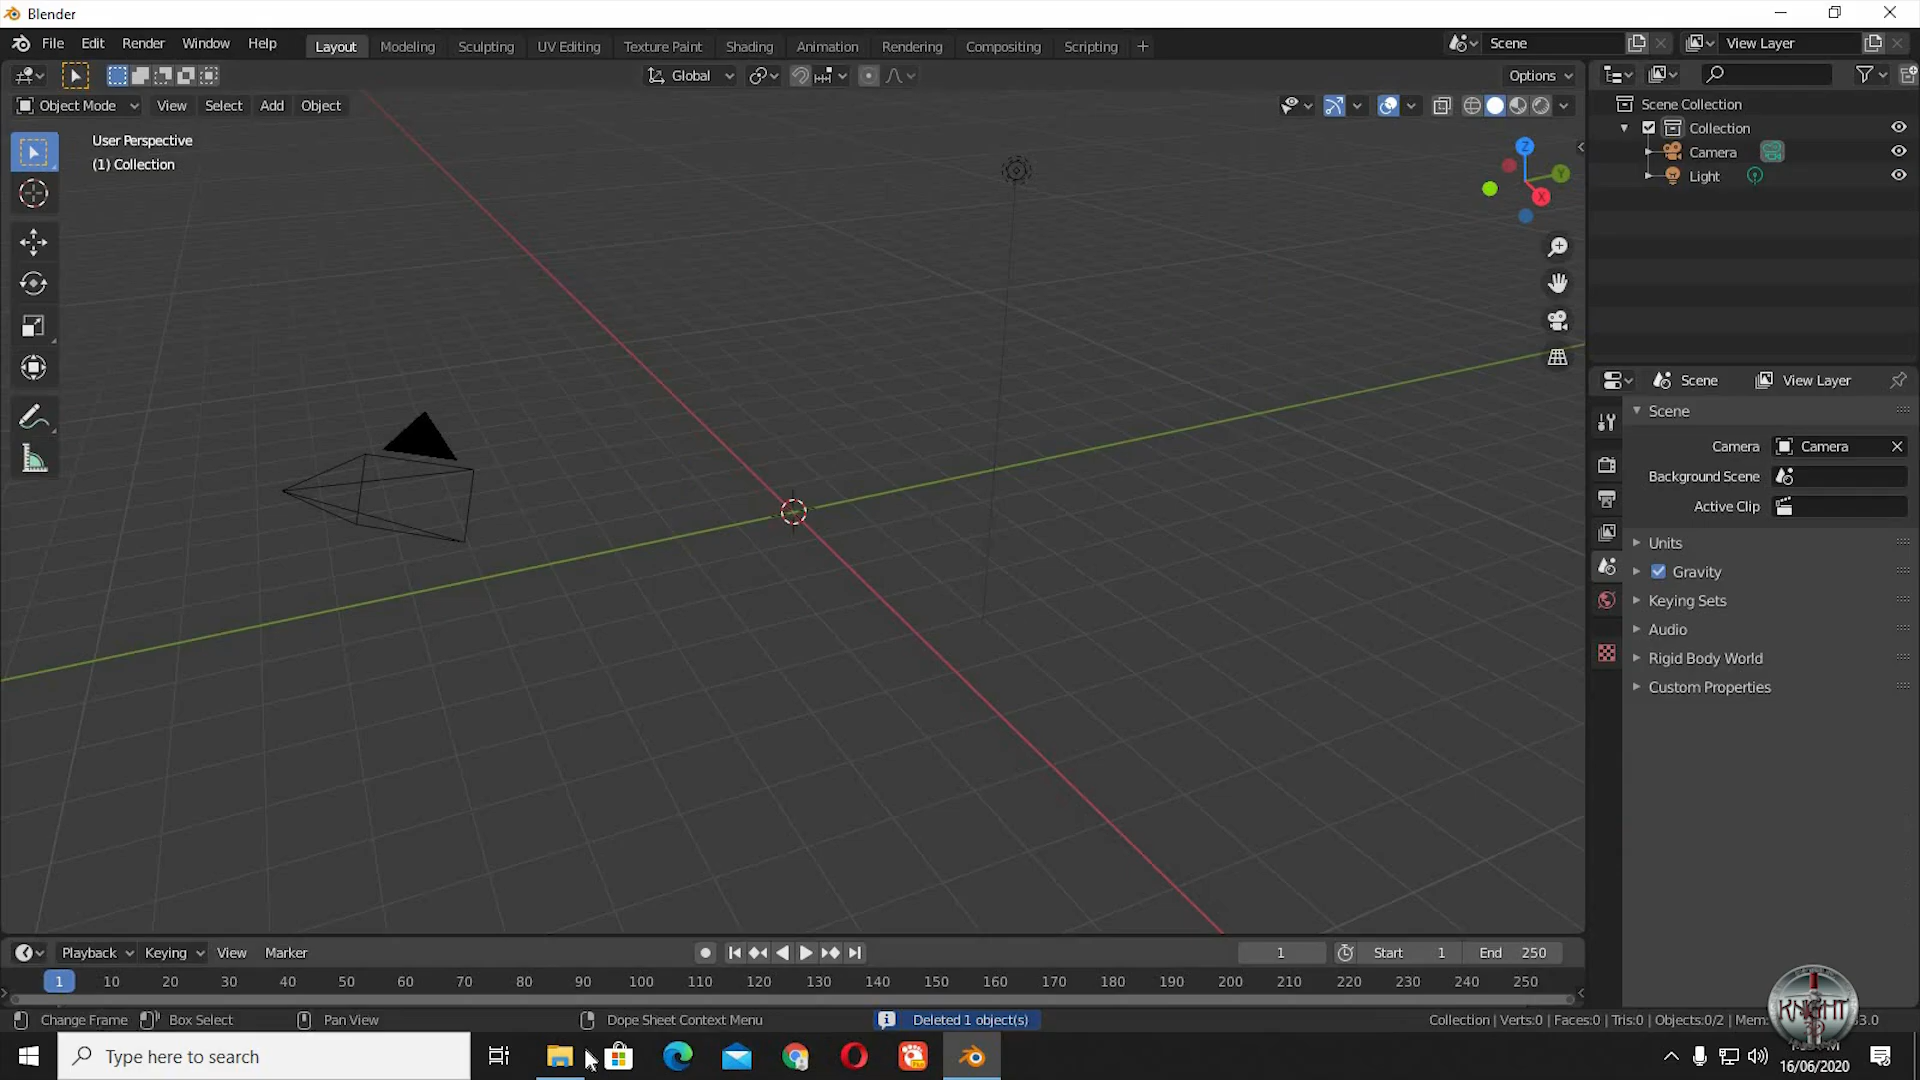 Blender
File Edit Render Window Help Layout Modeling Sculpting UV Editing Texture Paint Shading Animation Rendering Compositing Scripting + Scene View Layer
Global Options
Object Mode View Select Add Object
User Perspective
(1) Collection
Z
Y
X
Scene Collection
Collection
Camera
Light
Scene View Layer
Scene
Camera Camera
Background Scene
Active Clip
Units
Gravity
Keying Sets
Audio
Rigid Body World
Custom Properties
Playback Keying View Marker 1 Start 1 End 250
1 10 20 30 40 50 60 70 80 90 100 110 120 130 140 150 160 170 180 190 200 210 220 230 240 250
Change Frame Box Select Pan View Dope Sheet Context Menu Deleted 1 object(s) Collection | Verts:0 | Faces:0 | Tris:0 | Objects:0/2 | Mem:
KNIGHT
Type here to search
16/06/2020